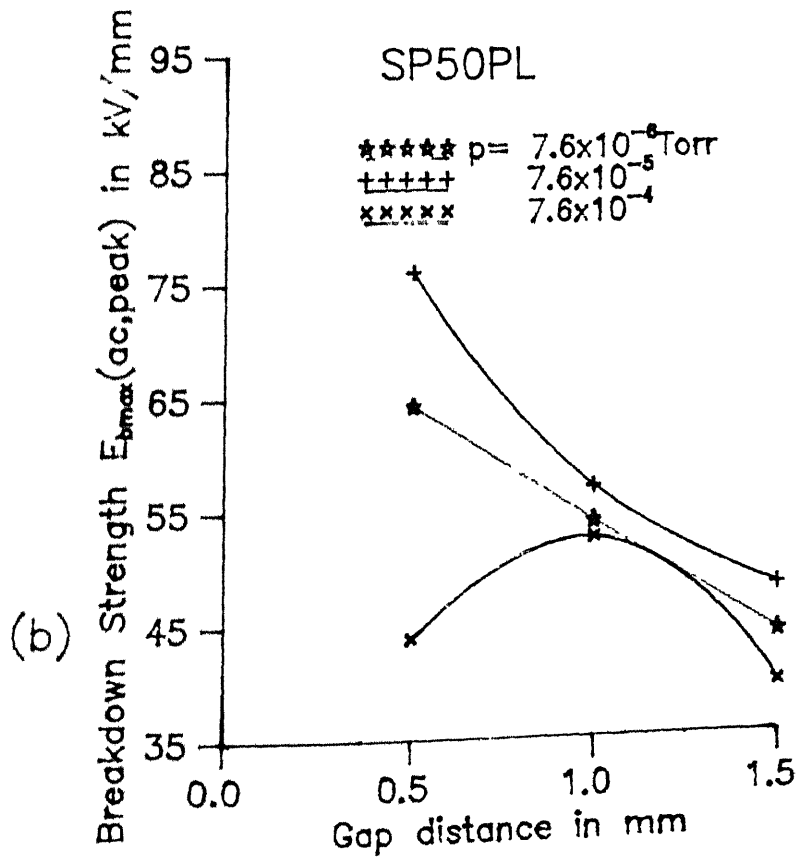 SP50PL
p= 7.6x10⁻⁶Torr
7.6x10⁻⁵
7.6x10⁻⁴
Breakdown Strength E_bmax(ac,peak) in kV/mm
95
85
75
65
55
45
35
(b)
0.0 0.5 1.0 1.5
Gap distance in mm